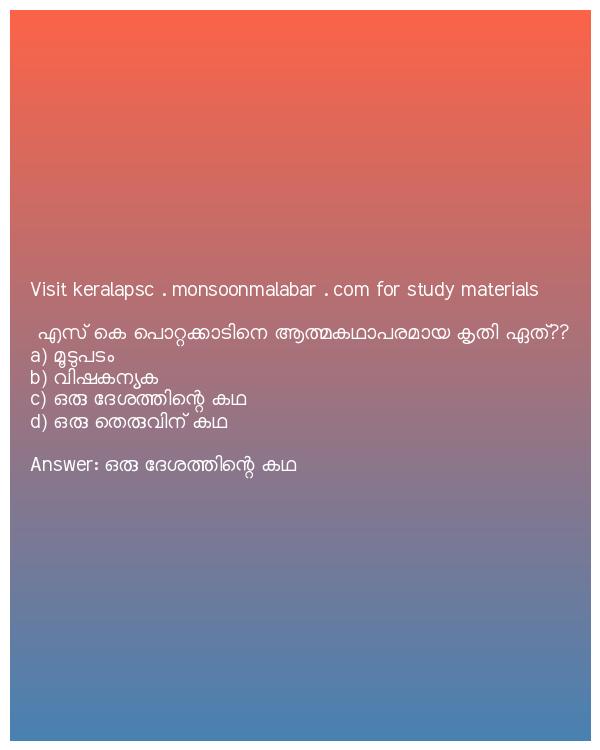 Visit keralapsc . monsoonmalabar . com for study materials
എസ് കെ പൊറ്റക്കാടിനെ ആത്മകഥാപരമായ കൃതി ഏത്??
a) മൂടുപടം
b) വിഷകന്യക
c) ഒരു ദേശത്തിന്റെ കഥ
d) ഒരു തെരുവിന് കഥ
Answer: ഒരു ദേശത്തിന്റെ കഥ